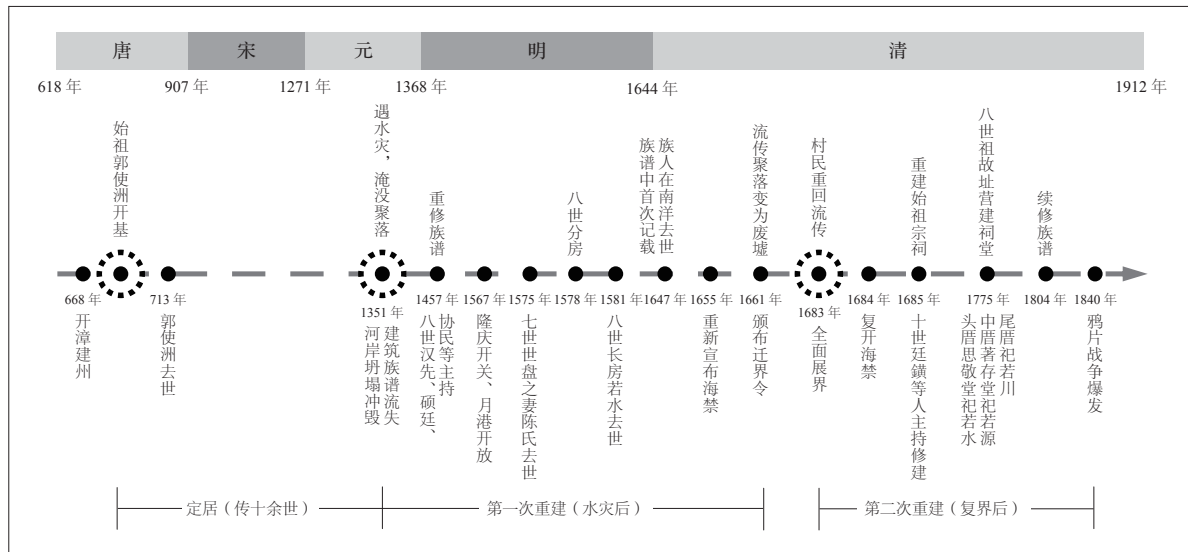 唐
宋
元
明
清
618 年
907 年
1271 年
1368 年
1644 年
1912 年
始祖郭使洲开基
遇水灾，淹没聚落
重修族谱
八世分房
族人在南洋去世
族谱中首次记载
流传聚落变为废墟
村民重回流传
重建始祖宗祠
八世祖故址营建祠堂
续修族谱
668 年
713 年
1351 年
1457 年
1567 年
1575 年
1578 年
1581 年
1647 年
1655 年
1661 年
1683 年
1684 年
1685 年
1775 年
1804 年
1840 年
开漳建州
郭使洲去世
建筑族谱流失
河岸坍塌冲毁
协民等主持
八世汉先、硕廷、
隆庆开关、月港开放
七世世盘之妻陈氏去世
八世长房若水去世
重新宣布海禁
颁布迁界令
全面展界
复开海禁
十世廷鐄等人主持修建
尾厝祀若川
中厝著存堂祀若源
头厝思敬堂祀若水
鸦片战争爆发
定居（传十余世）
第一次重建（水灾后）
第二次重建（复界后）